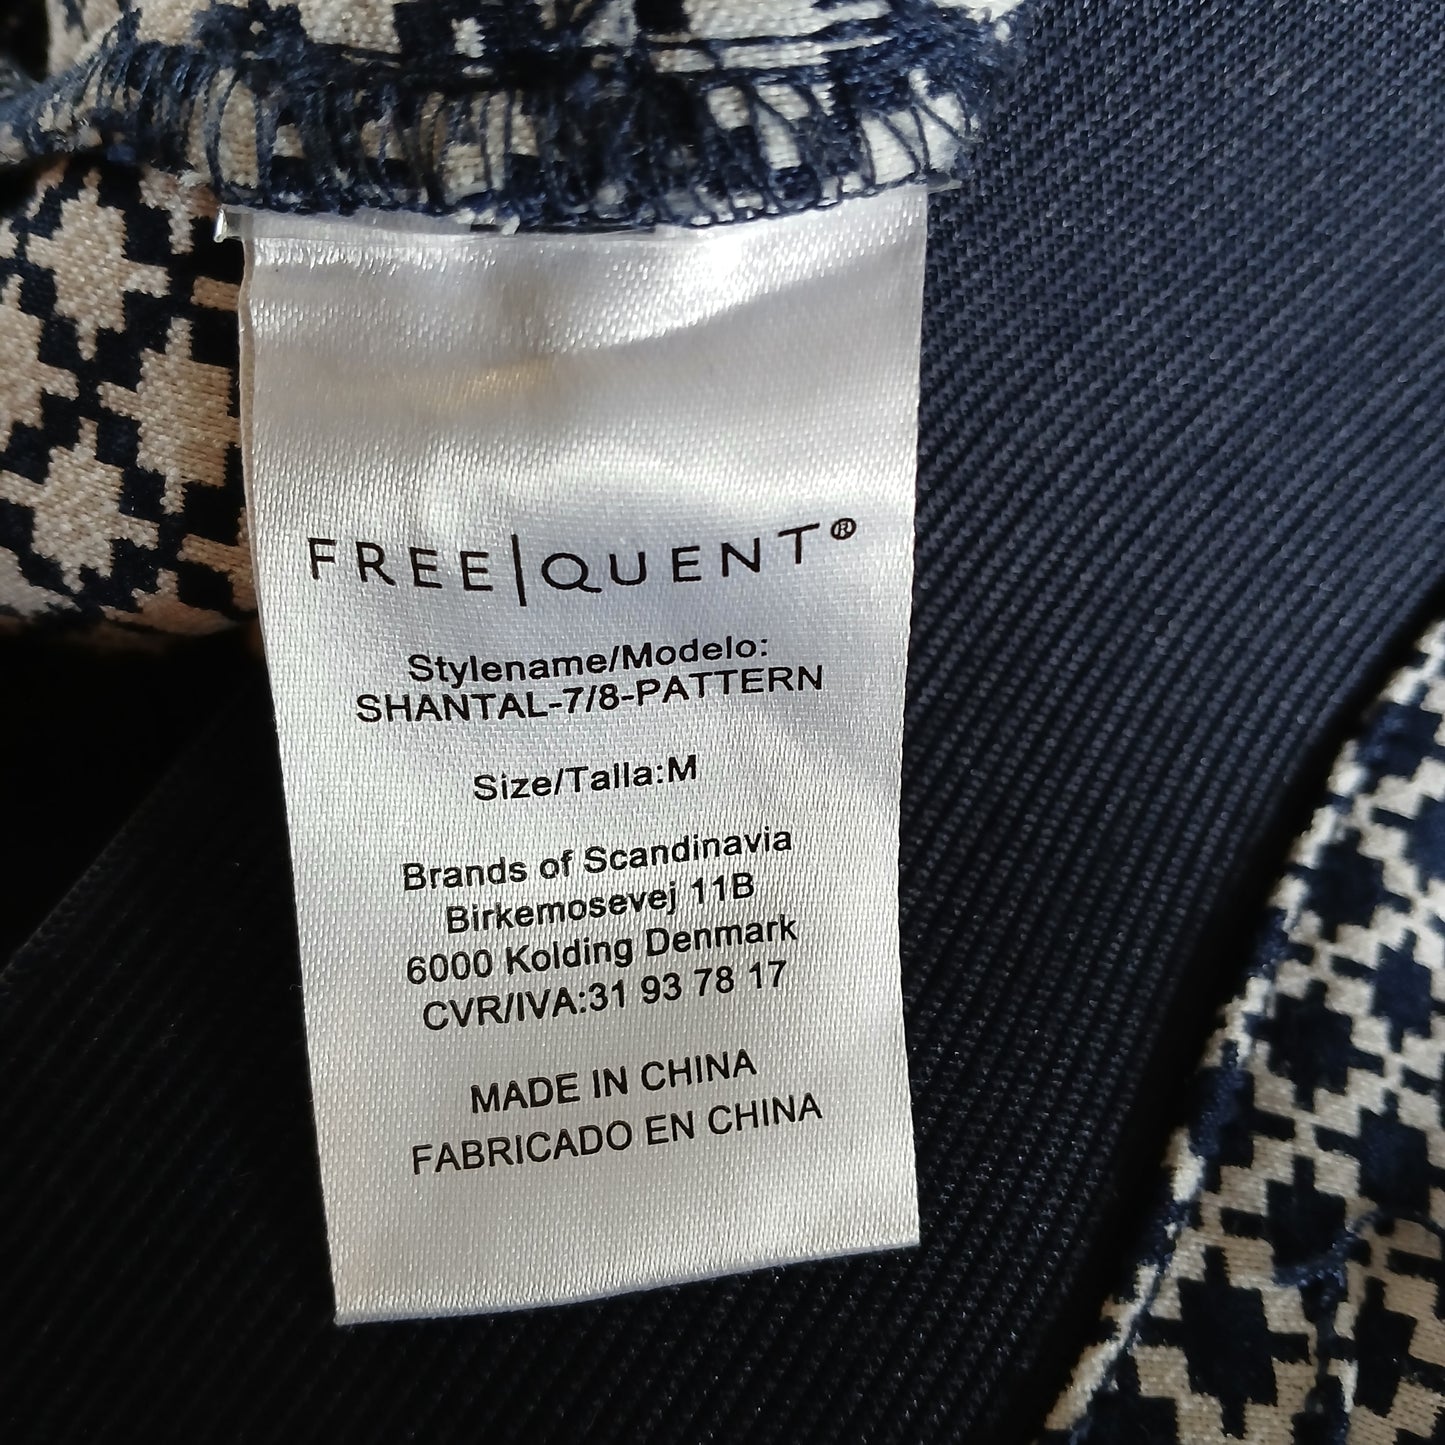 FREE|QUENT®
Stylename/Modelo:
SHANTAL-7/8-PATTERN
Size/Talla:M
Brands of Scandinavia
Birkemosevej 11B
6000 Kolding Denmark
CVR/IVA:31 93 78 17
MADE IN CHINA
FABRICADO EN CHINA